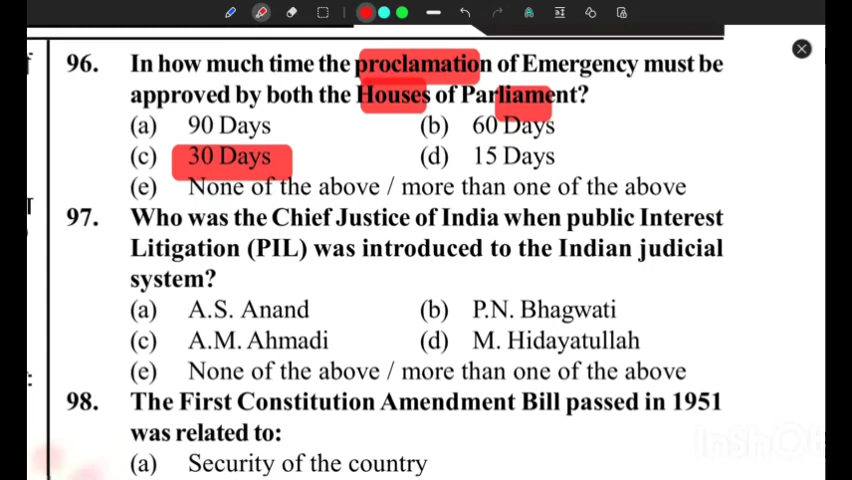 96. In how much time the proclamation of Emergency must be
approved by both the Houses of Parliament?
(a) 90 Days (b) 60 Days
(c) 30 Days (d) 15 Days
(e) None of the above / more than one of the above
97. Who was the Chief Justice of India when public Interest
Litigation (PIL) was introduced to the Indian judicial
system?
(a) A.S. Anand (b) P.N. Bhagwati
(c) A.M. Ahmadi (d) M. Hidayatullah
(e) None of the above / more than one of the above
98. The First Constitution Amendment Bill passed in 1951
was related to:
(a) Security of the country
InShOt